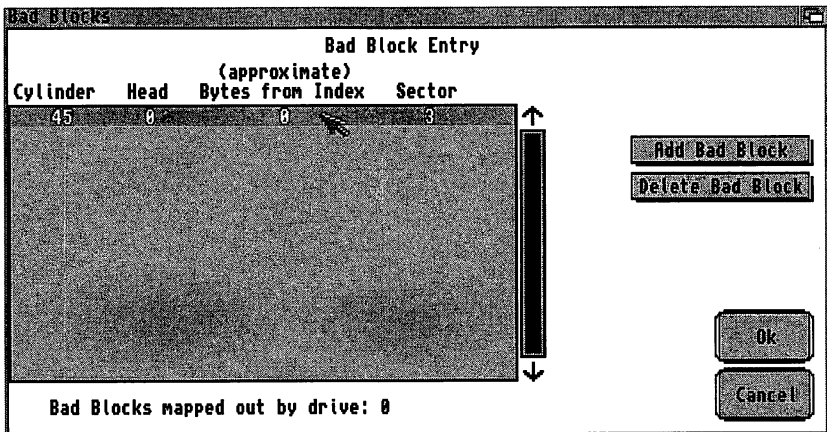 Bad Blocks
Bad Block Entry
(approximate)
Cylinder Head Bytes from Index Sector
45 0 0 3
Add Bad Block
Delete Bad Block
Ok
Cancel
Bad Blocks mapped out by drive: 0